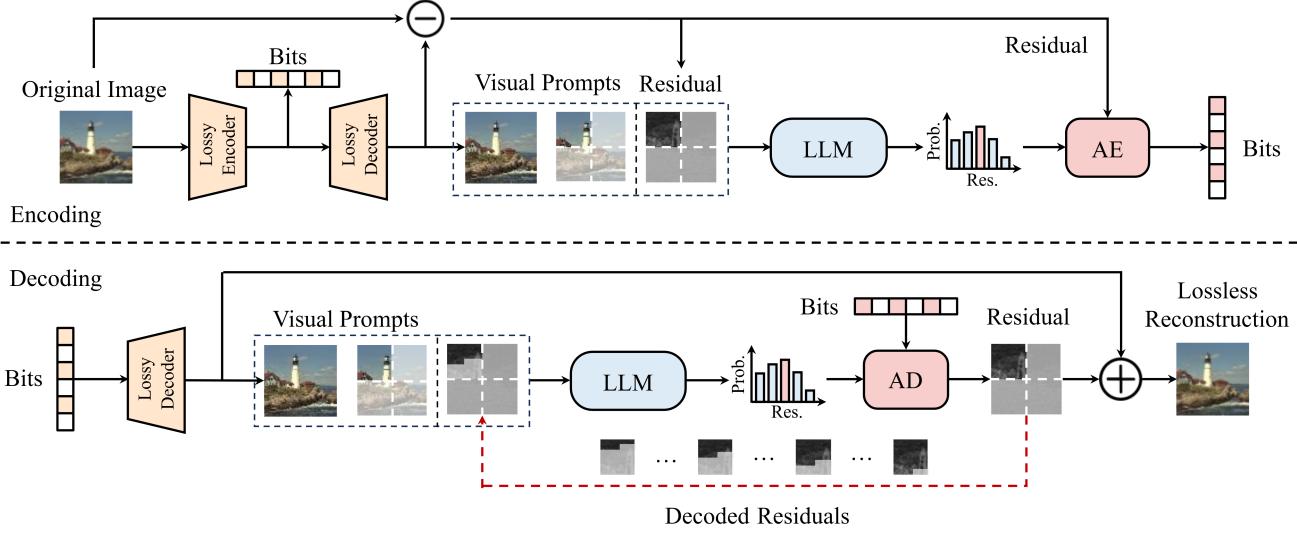 Original Image
Bits
Lossy
Encoder
Lossy
Decoder
Visual Prompts
Residual
LLM
Prob.
Res.
Residual
AE
Bits
Encoding
Decoding
Bits
Lossy
Decoder
Visual Prompts
LLM
Prob.
Res.
Bits
AD
Residual
Lossless
Reconstruction
... ... ...
Decoded Residuals